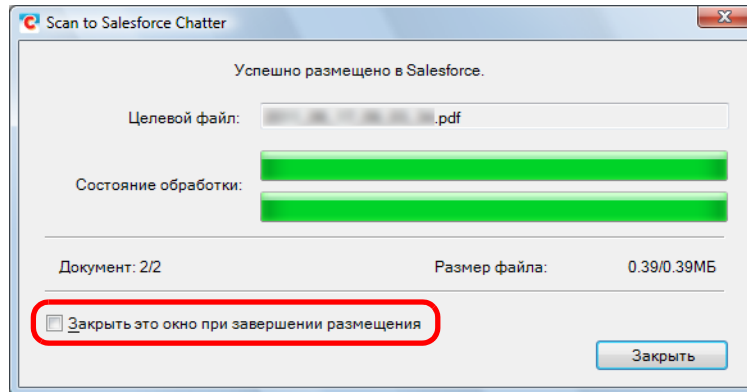 Scan to Salesforce Chatter
Успешно размещено в Salesforce.
Целевой файл: .pdf
Состояние обработки:
Документ: 2/2 Размер файла: 0.39/0.39МБ
Закрыть это окно при завершении размещения
Закрыть